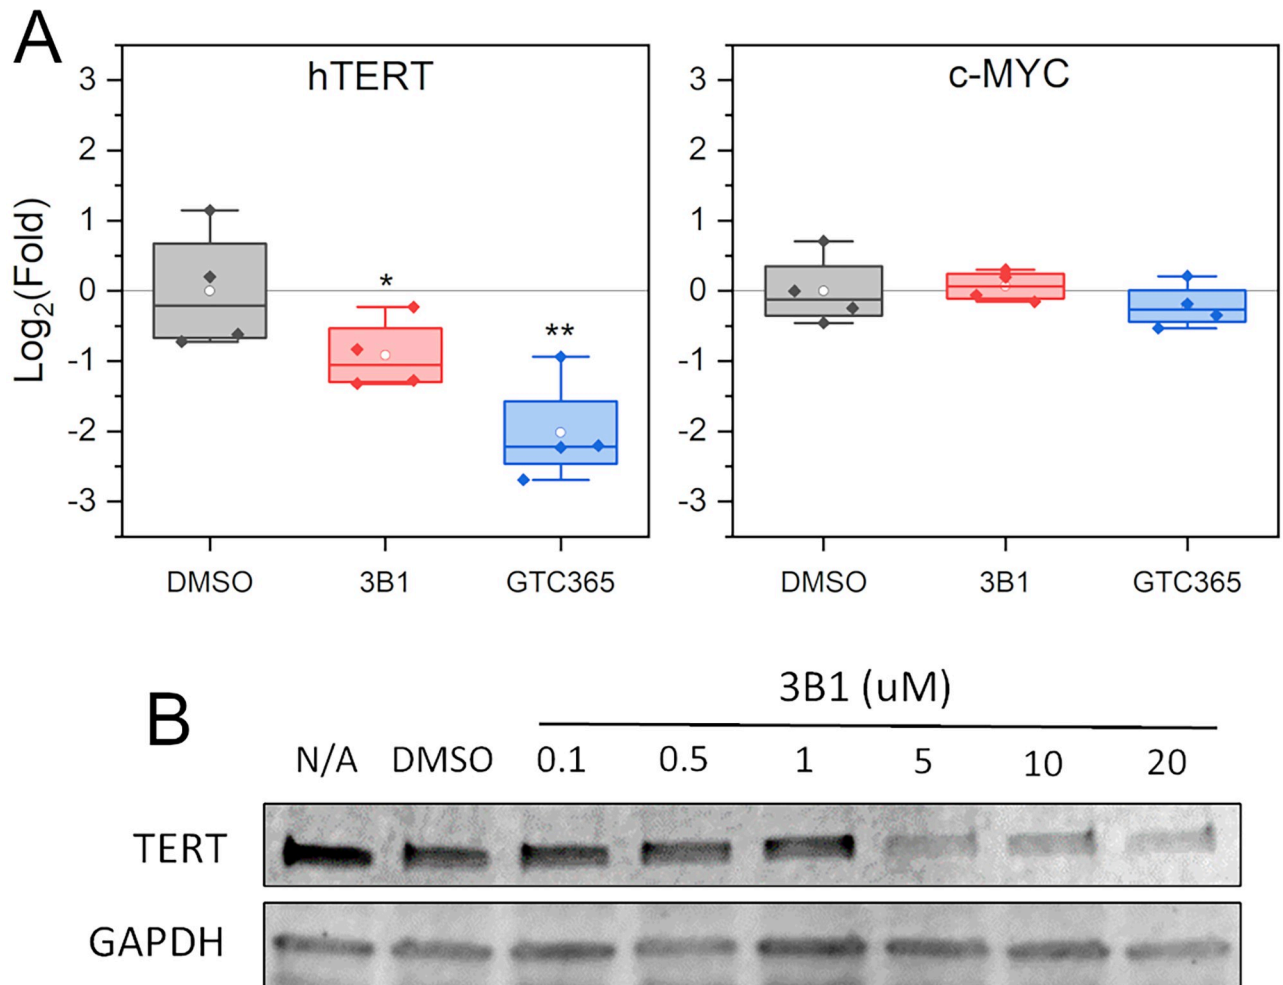 A
hTERT
c-MYC
Log2(Fold)
3
2
1
0
-1
-2
-3
*
**
DMSO 3B1 GTC365
3
2
1
0
-1
-2
-3
DMSO 3B1 GTC365
B
3B1 (uM)
N/A DMSO 0.1 0.5 1 5 10 20
TERT
GAPDH